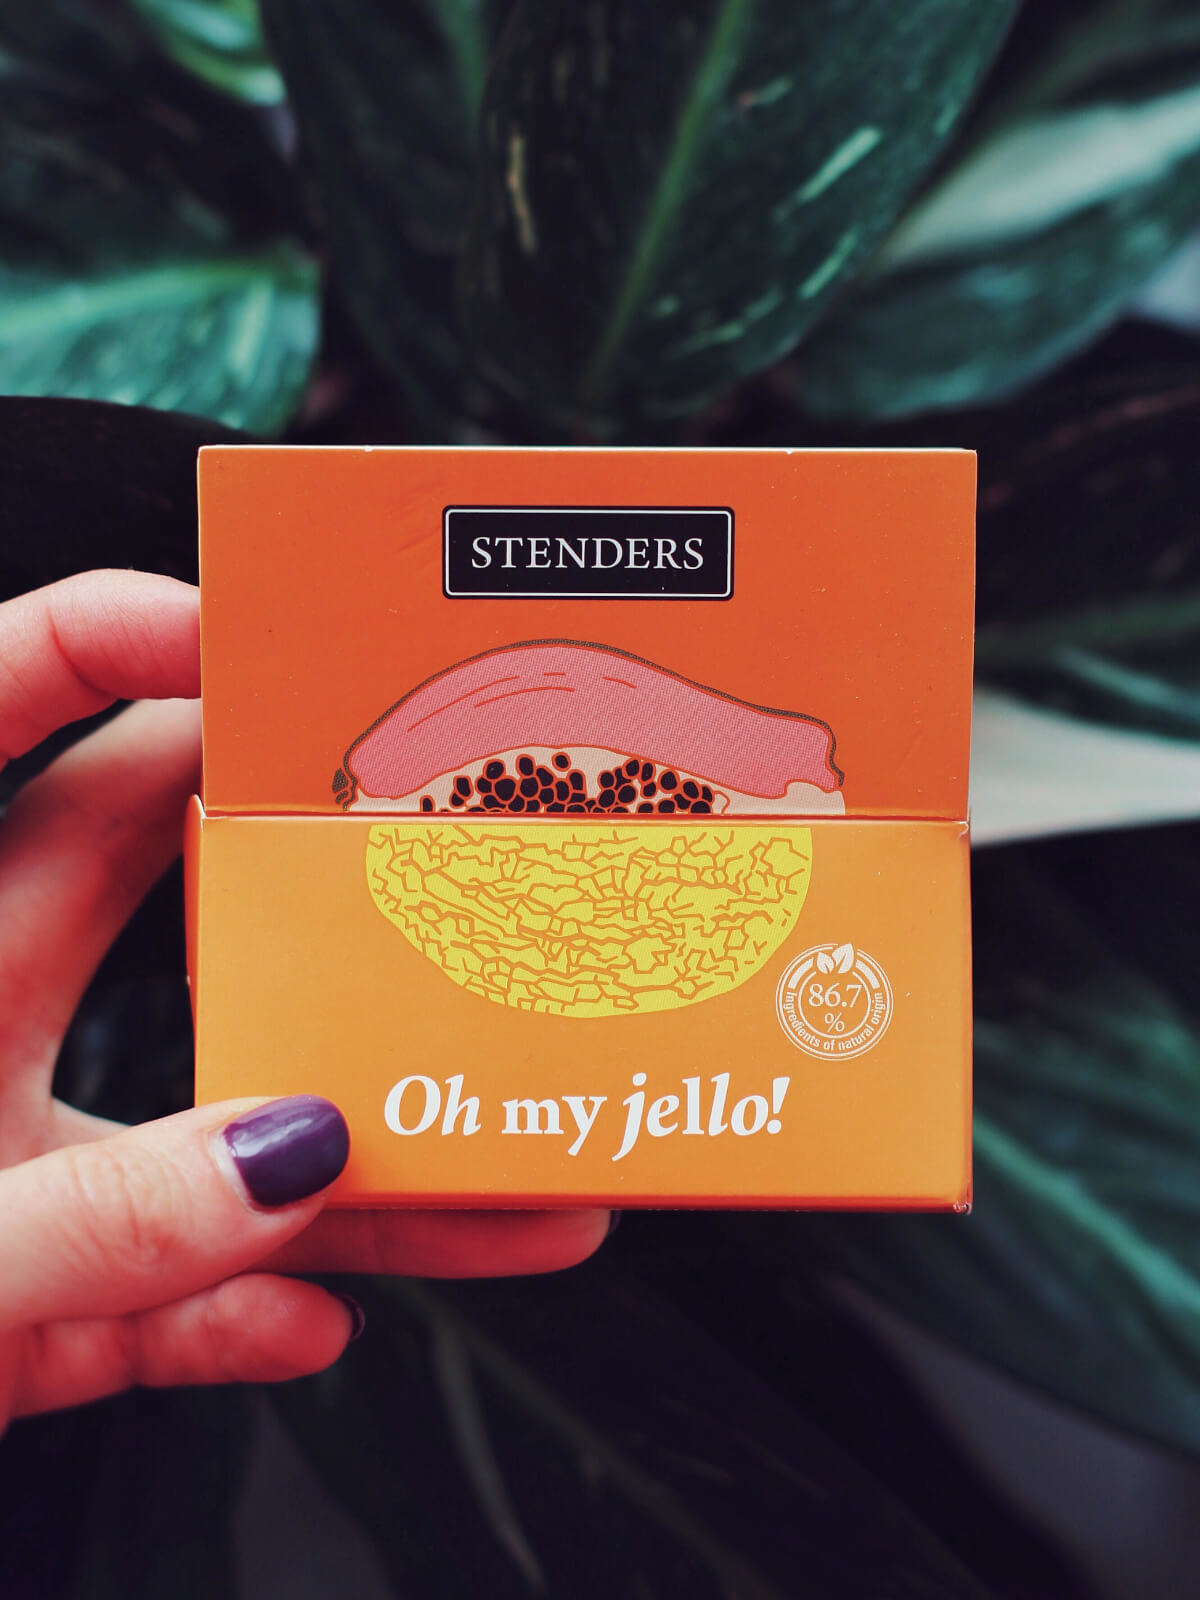 STENDERS
86.7
%
Ingredients of natural origin
Oh my jello!